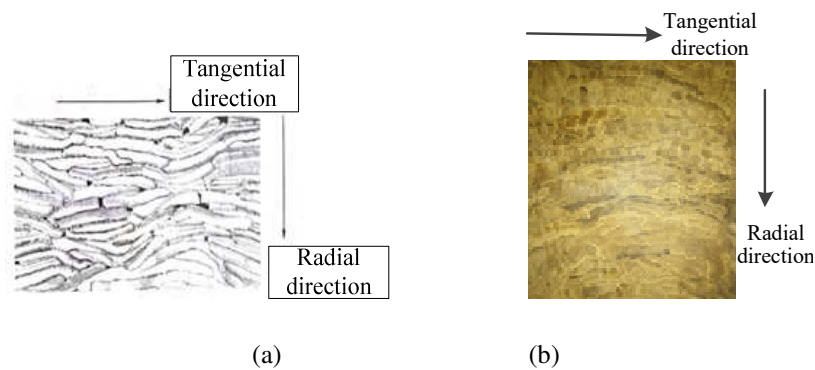 Tangential
direction
Radial
direction
(a)
Tangential
direction
Radial
direction
(b)